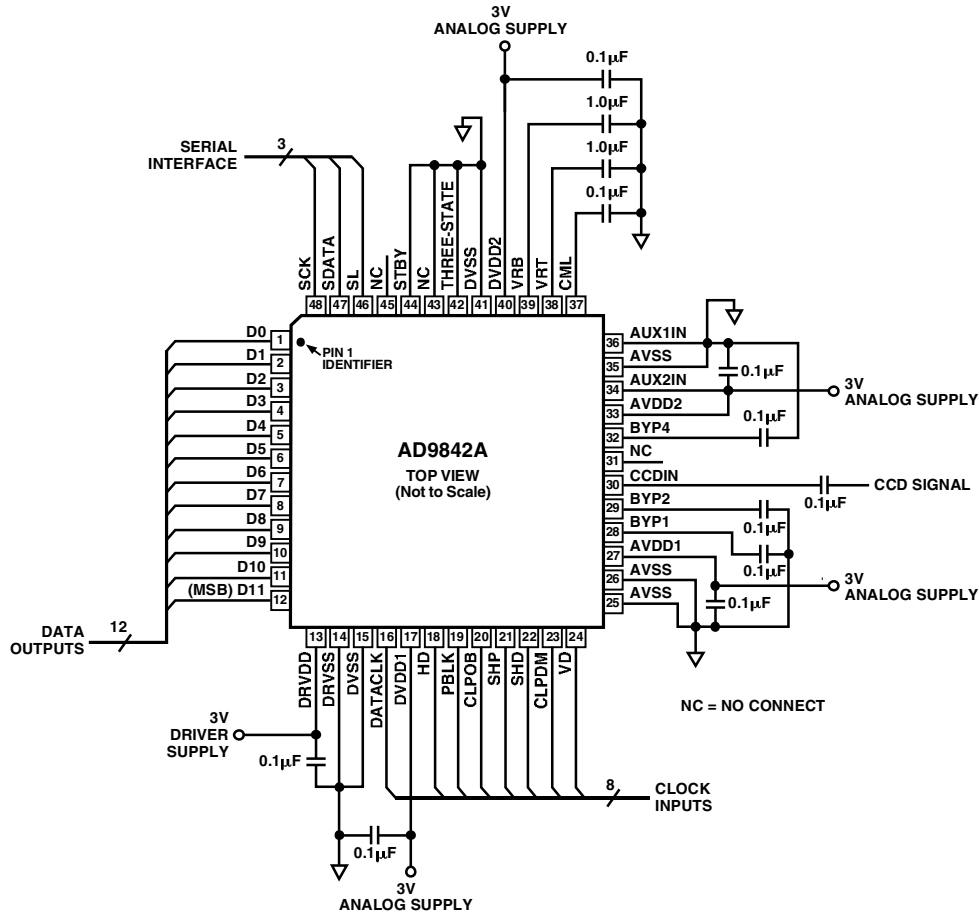 3V
ANALOG SUPPLY
0.1µF
1.0µF
1.0µF
0.1µF
SERIAL
INTERFACE
3
SCK
SDATA
SL
NC
STBY
NC
THREE-STATE
DVSS
DVDD2
VRB
VRT
CML
48
47
46
45
44
43
42
41
40
39
38
37
D0
1
D1
2
D2
3
D3
4
D4
5
D5
6
D6
7
D7
8
D8
9
D9
10
D10
11
(MSB) D11
12
DATA
OUTPUTS
12
PIN 1
IDENTIFIER
AD9842A
TOP VIEW
(Not to Scale)
36
AUX1IN
35
AVSS
34
AUX2IN
33
AVDD2
32
BYP4
31
NC
30
CCDIN
29
BYP2
28
BYP1
27
AVDD1
26
AVSS
25
AVSS
0.1µF
3V
ANALOG SUPPLY
0.1µF
CCD SIGNAL
0.1µF
0.1µF
0.1µF
3V
ANALOG SUPPLY
0.1µF
13
14
15
16
17
18
19
20
21
22
23
24
DRVDD
DRVSS
DVSS
DATACLK
DVDD1
HD
PBLK
CLPOB
SHP
SHD
CLPDM
VD
NC = NO CONNECT
3V
DRIVER
SUPPLY
0.1µF
8
CLOCK
INPUTS
0.1µF
3V
ANALOG SUPPLY